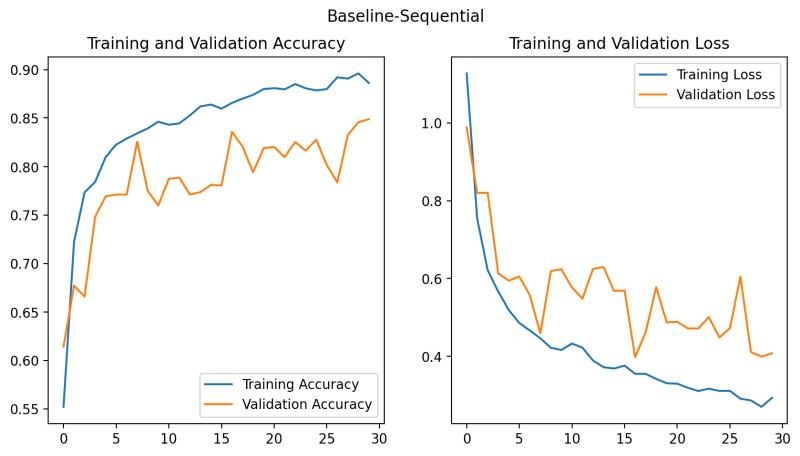 Baseline-Sequential
Training and Validation Accuracy
0.90
0.85
0.80
0.75
0.70
0.65
0.60
0.55
Training Accuracy
Validation Accuracy
0 5 10 15 20 25 30
Training and Validation Loss
Training Loss
Validation Loss
1.0
0.8
0.6
0.4
0 5 10 15 20 25 30